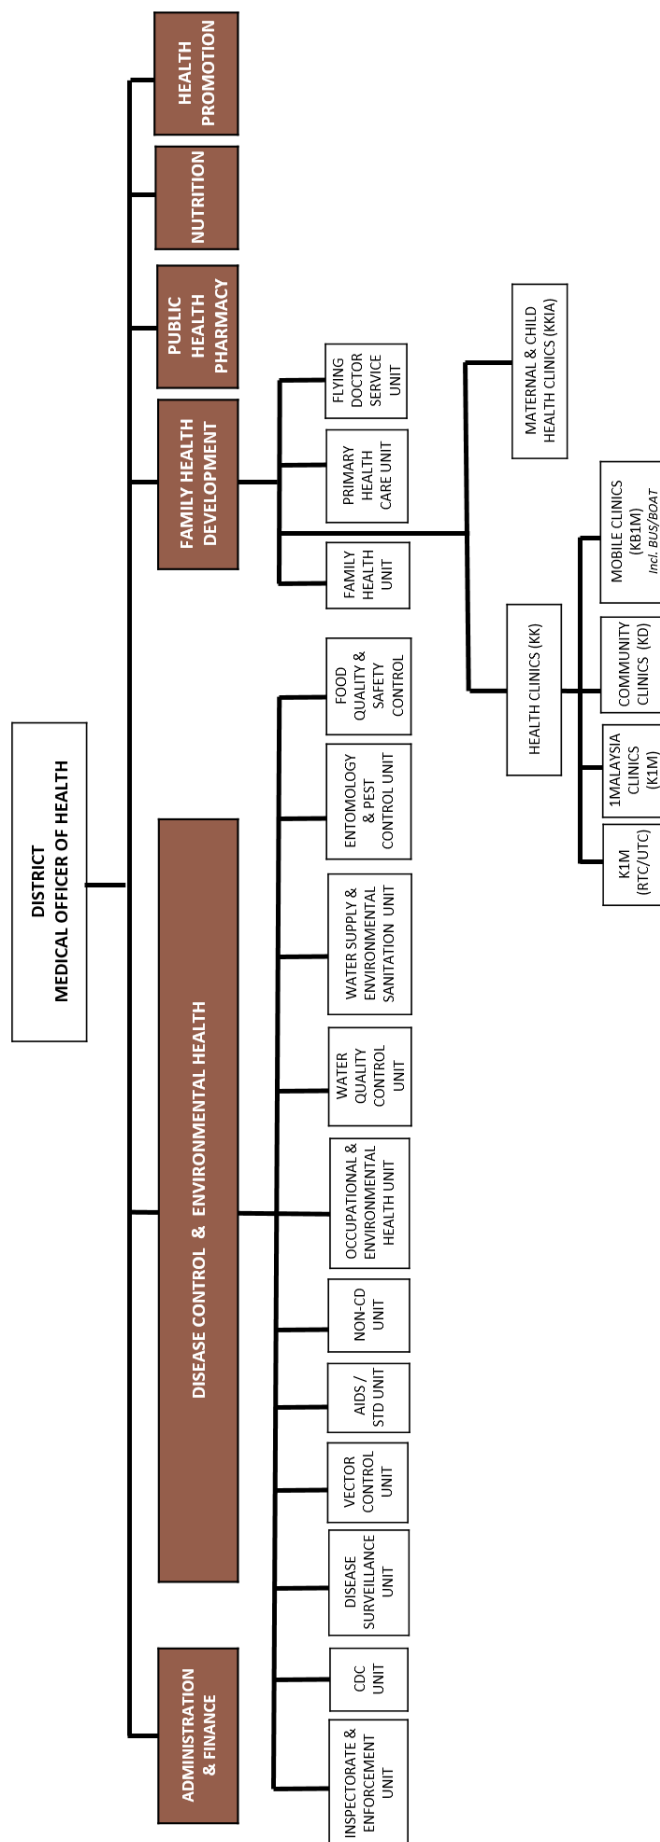 DISTRICT
MEDICAL OFFICER OF HEALTH
ADMINISTRATION
& FINANCE
DISEASE CONTROL & ENVIRONMENTAL HEALTH
FAMILY HEALTH
DEVELOPMENT
PUBLIC
HEALTH
PHARMACY
NUTRITION
HEALTH
PROMOTION
INSPECTORATE &
ENFORCEMENT
UNIT
CDC
UNIT
DISEASE
SURVEILLANCE
UNIT
VECTOR
CONTROL
UNIT
AIDS /
STD UNIT
NON-CD
UNIT
OCCUPATIONAL &
ENVIRONMENTAL
HEALTH UNIT
WATER
QUALITY
CONTROL
UNIT
WATER SUPPLY &
ENVIRONMENTAL
SANITATION UNIT
ENTOMOLOGY
& PEST
CONTROL UNIT
FOOD
QUALITY &
SAFETY
CONTROL
FAMILY
HEALTH
UNIT
PRIMARY
HEALTH
CARE UNIT
FLYING
DOCTOR
SERVICE
UNIT
HEALTH CLINICS (KK)
MATERNAL & CHILD
HEALTH CLINICS (KKIA)
K1M
(RTC/UTC)
1MALAYSIA
CLINICS
(K1M)
COMMUNITY
CLINICS (KD)
MOBILE CLINICS
(KB1M)
Incl. BUS/BOAT